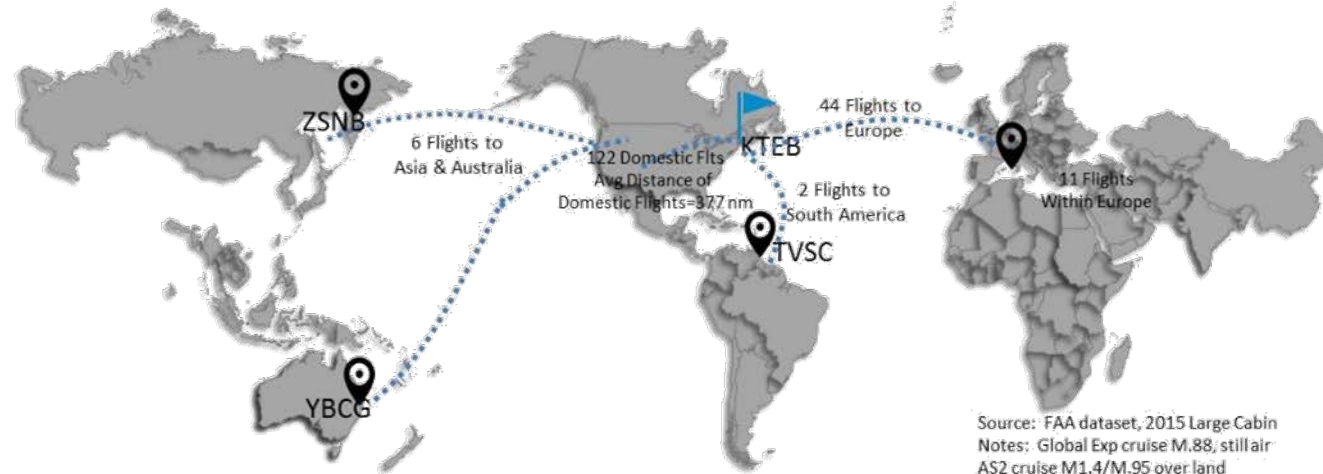 ZSNB
6 Flights to
Asia & Australia
YBCG
122 Domestic Flts
Avg Distance of
Domestic Flights=377 nm
KTEB
44 Flights to
Europe
2 Flights to
South America
TVSC
11 Flights
Within Europe
Source: FAA dataset, 2015 Large Cabin
Notes: Global Exp cruise M.88, still air
AS2 cruise M1.4/M.95 over land